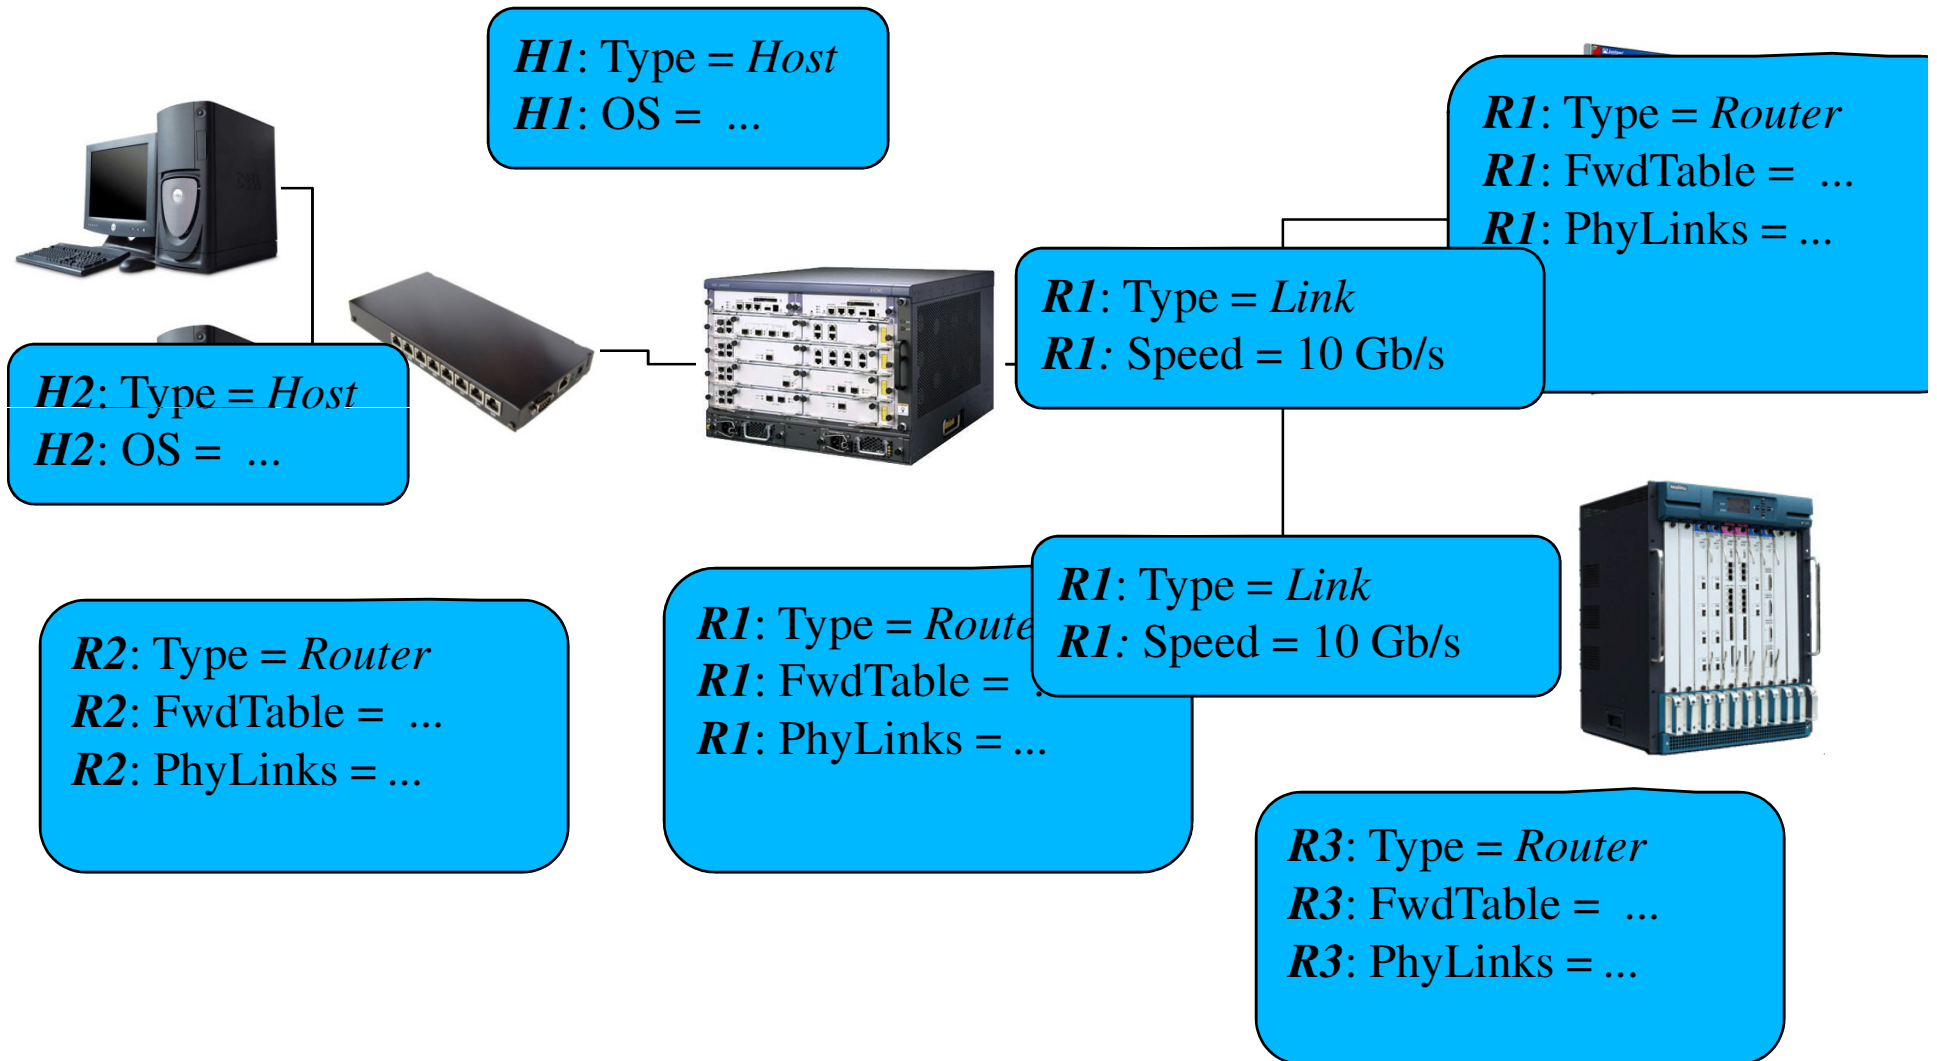 H1: Type = Host
H1: OS = ...
R1: Type = Router
R1: FwdTable = ...
R1: PhyLinks = ...
R1: Type = Link
R1: Speed = 10 Gb/s
H2: Type = Host
H2: OS = ...
R1: Type = Link
R1: Speed = 10 Gb/s
R1: Type = Route
R1: FwdTable = .
R1: PhyLinks = ...
R2: Type = Router
R2: FwdTable = ...
R2: PhyLinks = ...
R3: Type = Router
R3: FwdTable = ...
R3: PhyLinks = ...